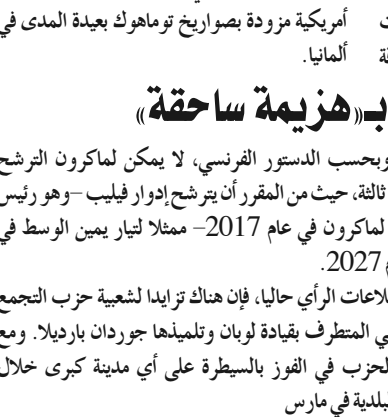 أمريكية مزودة بصواريخ توماهوك بعيدة المدى في
ألمانيا.
بـ«هزيمة ساحقة»
وبحسب الدستور الفرنسي، لا يمكن لماكرون الترشح
ثالثة، حيث من المقرر أن يترشح إدوار فيليب –وهو رئيس
لماكرون في عام 2017– ممثلا لتيار يمين الوسط في
2027.
حاليا، فإن هناك تزايدا لشعبية حزب التجمع
المتطرف بقيادة لوبان وتلميذها جوردان بارديلا. ومع
الحزب في الفوز بالسيطرة على أي مدينة كبرى خلال
في مارس